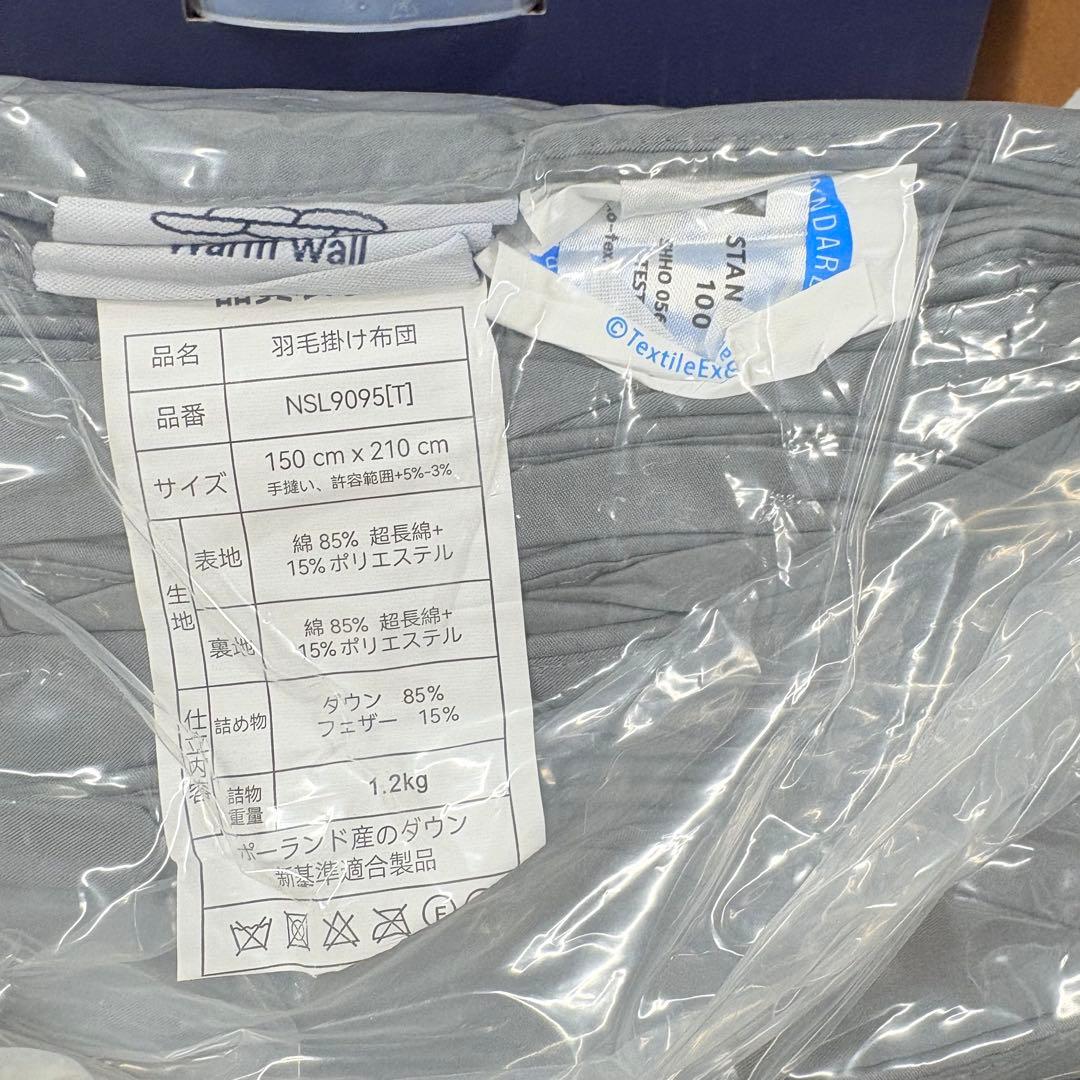 Warm Wall
品名 羽毛掛け布団
品番 NSL9095[T]
サイズ 150 cm x 210 cm
手縫い、許容範囲+5%-3%
生地 表地 綿 85% 超長綿+
15%ポリエステル
裏地 綿 85% 超長綿+
15%ポリエステル
仕立内容 詰め物 ダウン 85%
フェザー 15%
詰物重量 1.2kg
ポーランド産のダウン
新基準適合製品
STAN
100
TEST
©TextileEx